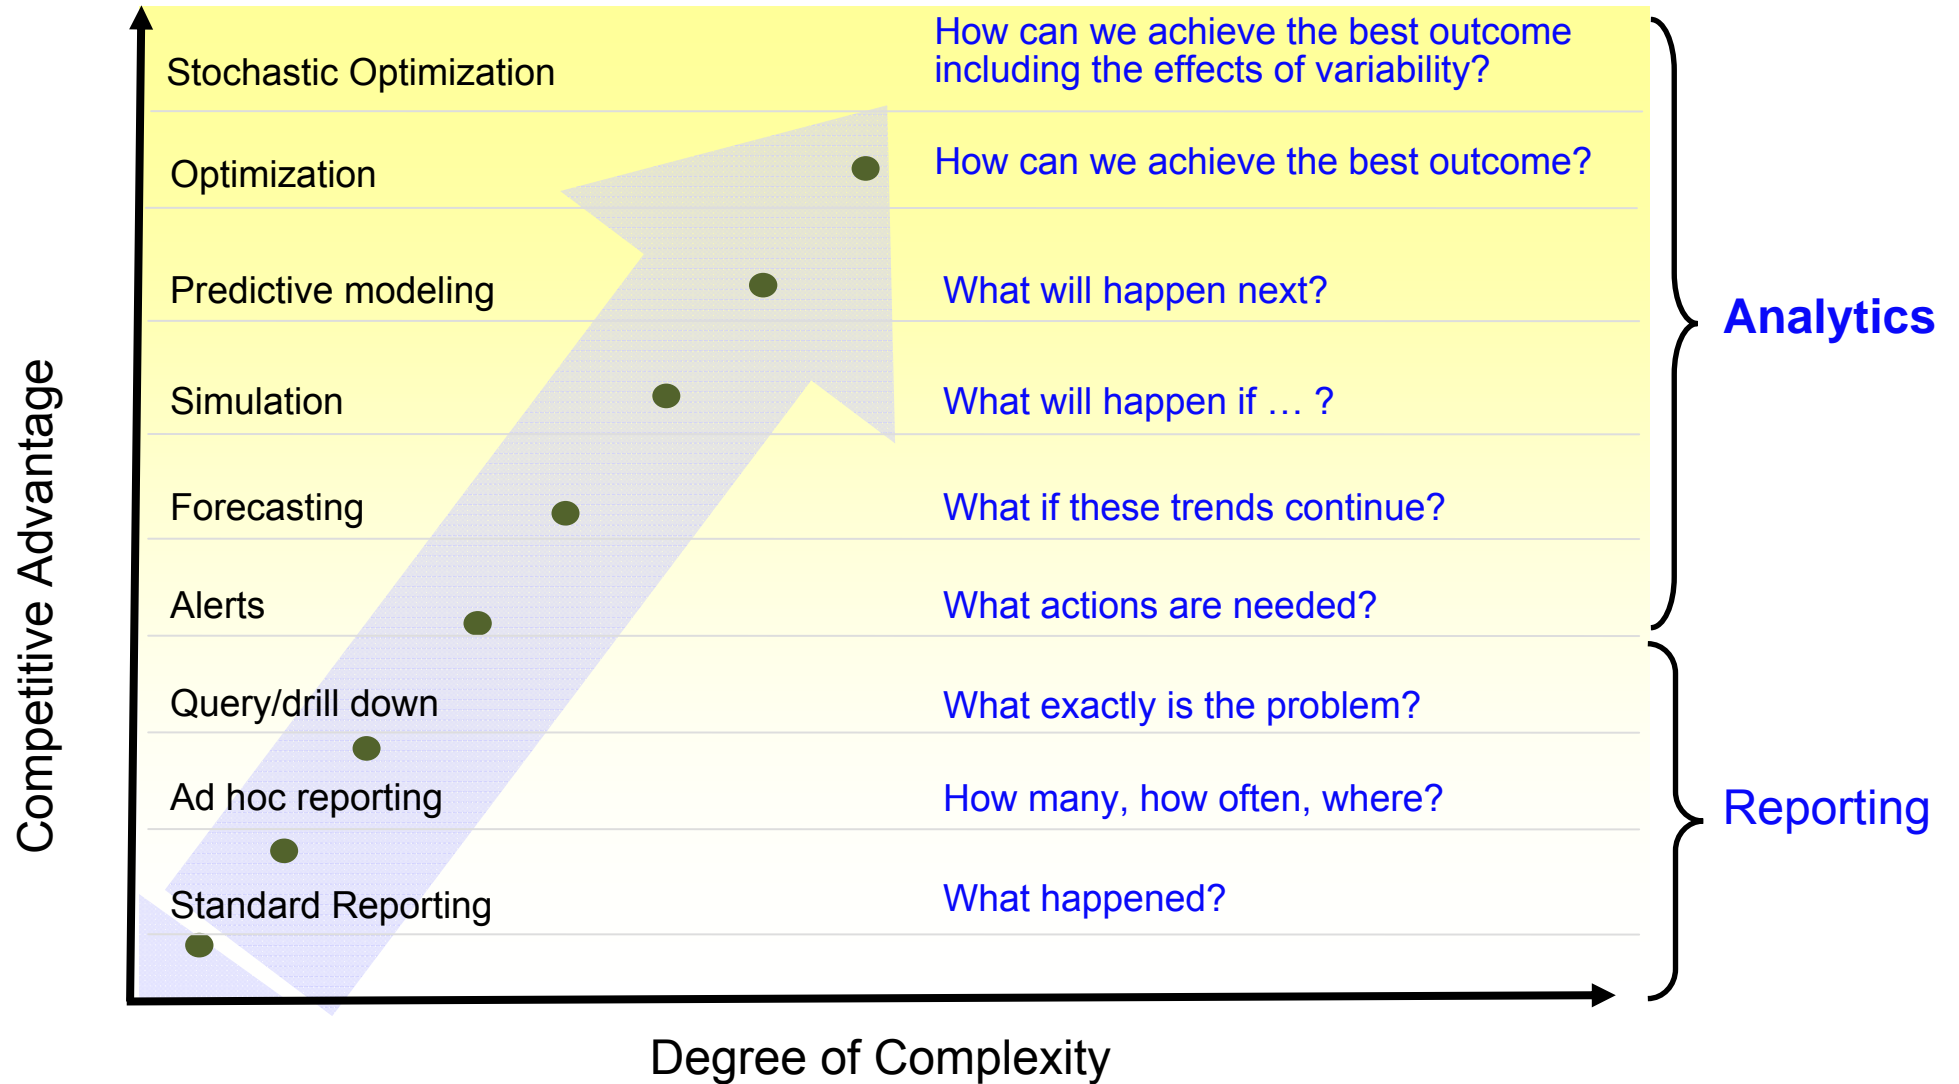 Competitive Advantage
Stochastic Optimization
How can we achieve the best outcome
including the effects of variability?
Optimization
How can we achieve the best outcome?
Predictive modeling
What will happen next?
Simulation
What will happen if … ?
Forecasting
What if these trends continue?
Alerts
What actions are needed?
Query/drill down
What exactly is the problem?
Ad hoc reporting
How many, how often, where?
Standard Reporting
What happened?
Analytics
Reporting
Degree of Complexity